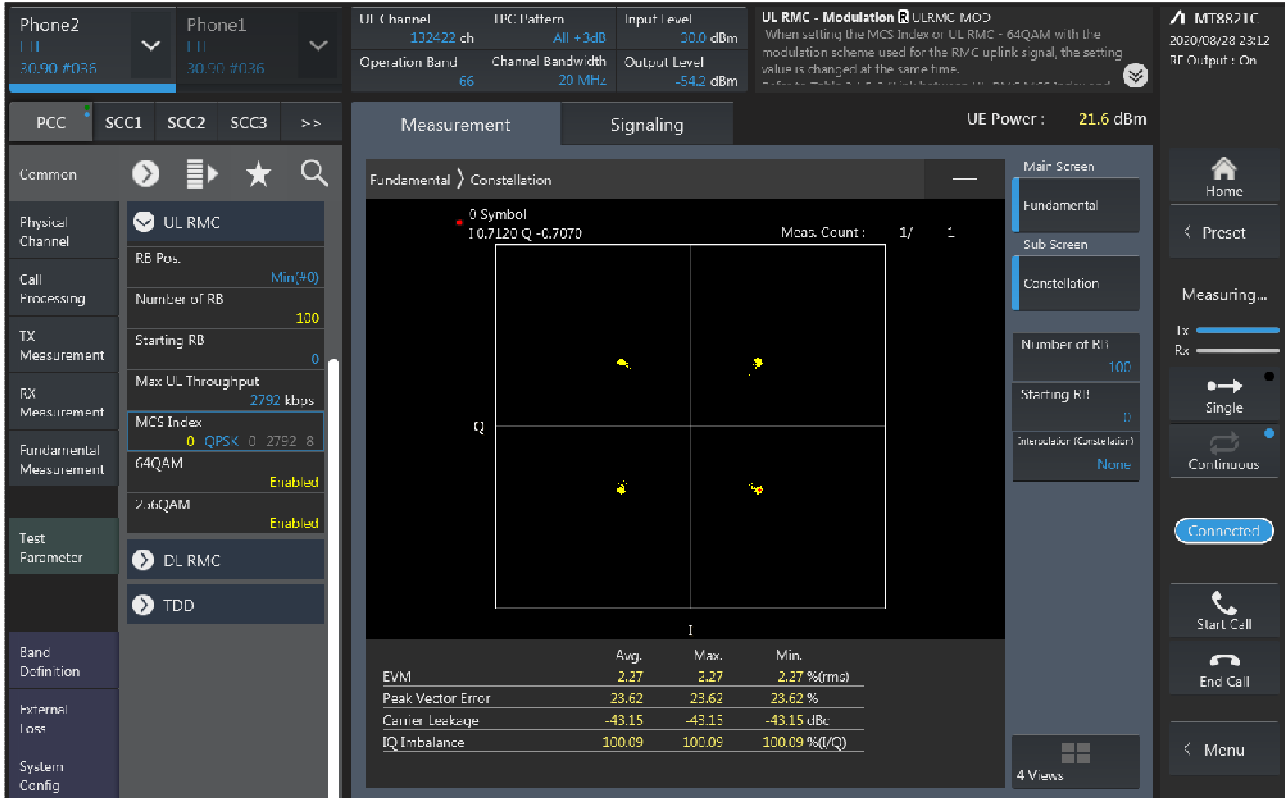 Phone2
LTE
30.90 #036
Phone1
LTE
30.90 #036
UL Channel
132422 ch
TPC Pattern
All +3dB
Input Level
30.0 dBm
Operation Band
66
Channel Bandwidth
20 MHz
Output Level
-54.2 dBm
UL RMC - Modulation R ULRMC_MOD
When setting the MCS Index or UL RMC - 64QAM with the
modulation scheme used for the RMC uplink signal, the setting
value is changed at the same time.
MT8821C
2020/08/28 23:12
RF Output : On
PCC
SCC1
SCC2
SCC3
>>
Measurement
Signaling
UE Power : 21.6 dBm
Common
Physical
Channel
Call
Processing
TX
Measurement
RX
Measurement
Fundamental
Measurement
Test
Parameter
Band
Definition
External
Loss
System
Config
UL RMC
RB Pos.
Min(#0)
Number of RB
100
Starting RB
0
Max UL Throughput
2792 kbps
MCS Index
0 QPSK 0 2792 8
64QAM
Enabled
256QAM
Enabled
DL RMC
TDD
Fundamental 〉 Constellation
0 Symbol
I 0.7120 Q -0.7070
Meas. Count : 1/ 1
Q
I
Avg. Max. Min.
EVM 2.27 2.27 2.27 %(rms)
Peak Vector Error 23.62 23.62 23.62 %
Carrier Leakage -43.15 -43.15 -43.15 dBc
IQ Imbalance 100.09 100.09 100.09 %(I/Q)
Main Screen
Fundamental
Sub Screen
Constellation
Number of RB
100
Starting RB
0
Interpolation (Constellation)
None
4 Views
Home
< Preset
Measuring...
Tx
Rx
Single
Continuous
Connected
Start Call
End Call
< Menu